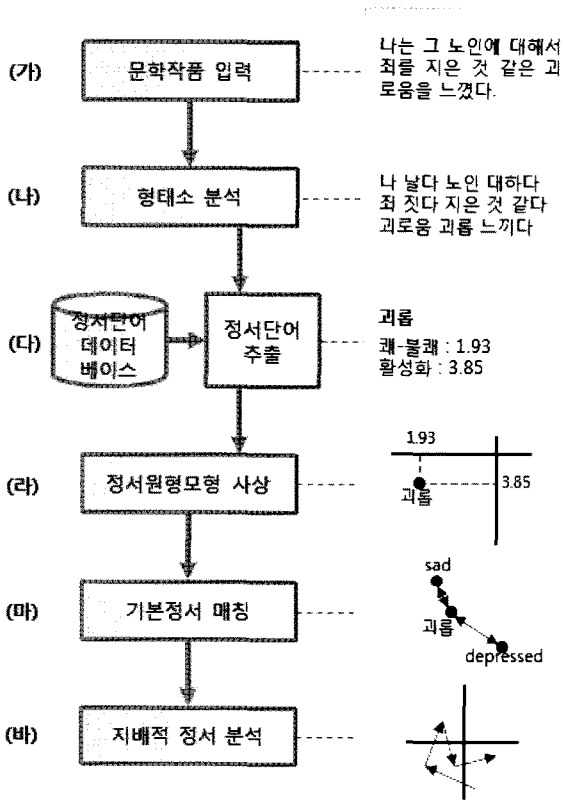 (가)
문학작품 입력
나는 그 노인에 대해서
죄를 지은 것 같은 괴
로움을 느꼈다.
(나)
형태소 분석
나 날다 노인 대하다
죄 짓다 지은 것 같다
괴로움 괴롭 느끼다
(다)
정서단어
데이터
베이스
정서단어
추출
괴롭
쾌-불쾌 : 1.93
활성화 : 3.85
(라)
정서원형모형 사상
1.93
괴롭
3.85
(마)
기본정서 매칭
sad
괴롭
depressed
(바)
지배적 정서 분석